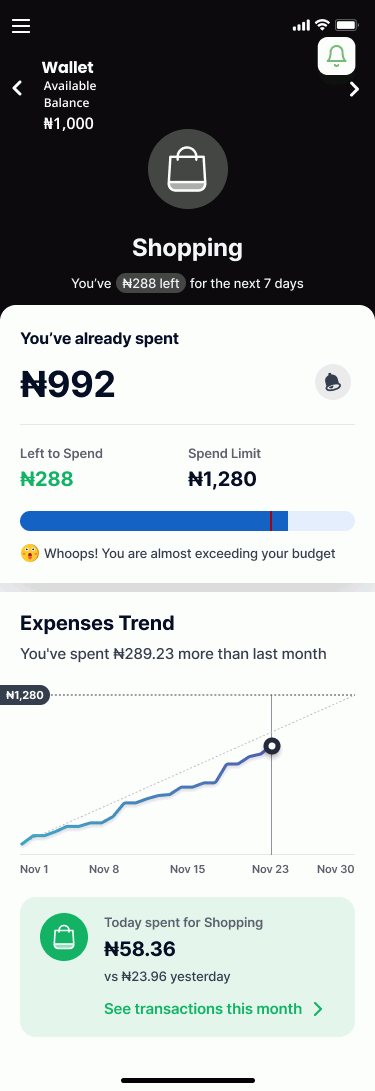 Wallet
Available
Balance
₦1,000
Shopping
You've ₦288 left for the next 7 days
You've already spent
₦992
Left to Spend
Spend Limit
₦288
₦1,280
Whoops! You are almost exceeding your budget
Expenses Trend
You've spent ₦289.23 more than last month
₦1,280
Nov 1 Nov 8 Nov 15 Nov 23 Nov 30
Today spent for Shopping
₦58.36
vs ₦23.96 yesterday
See transactions this month